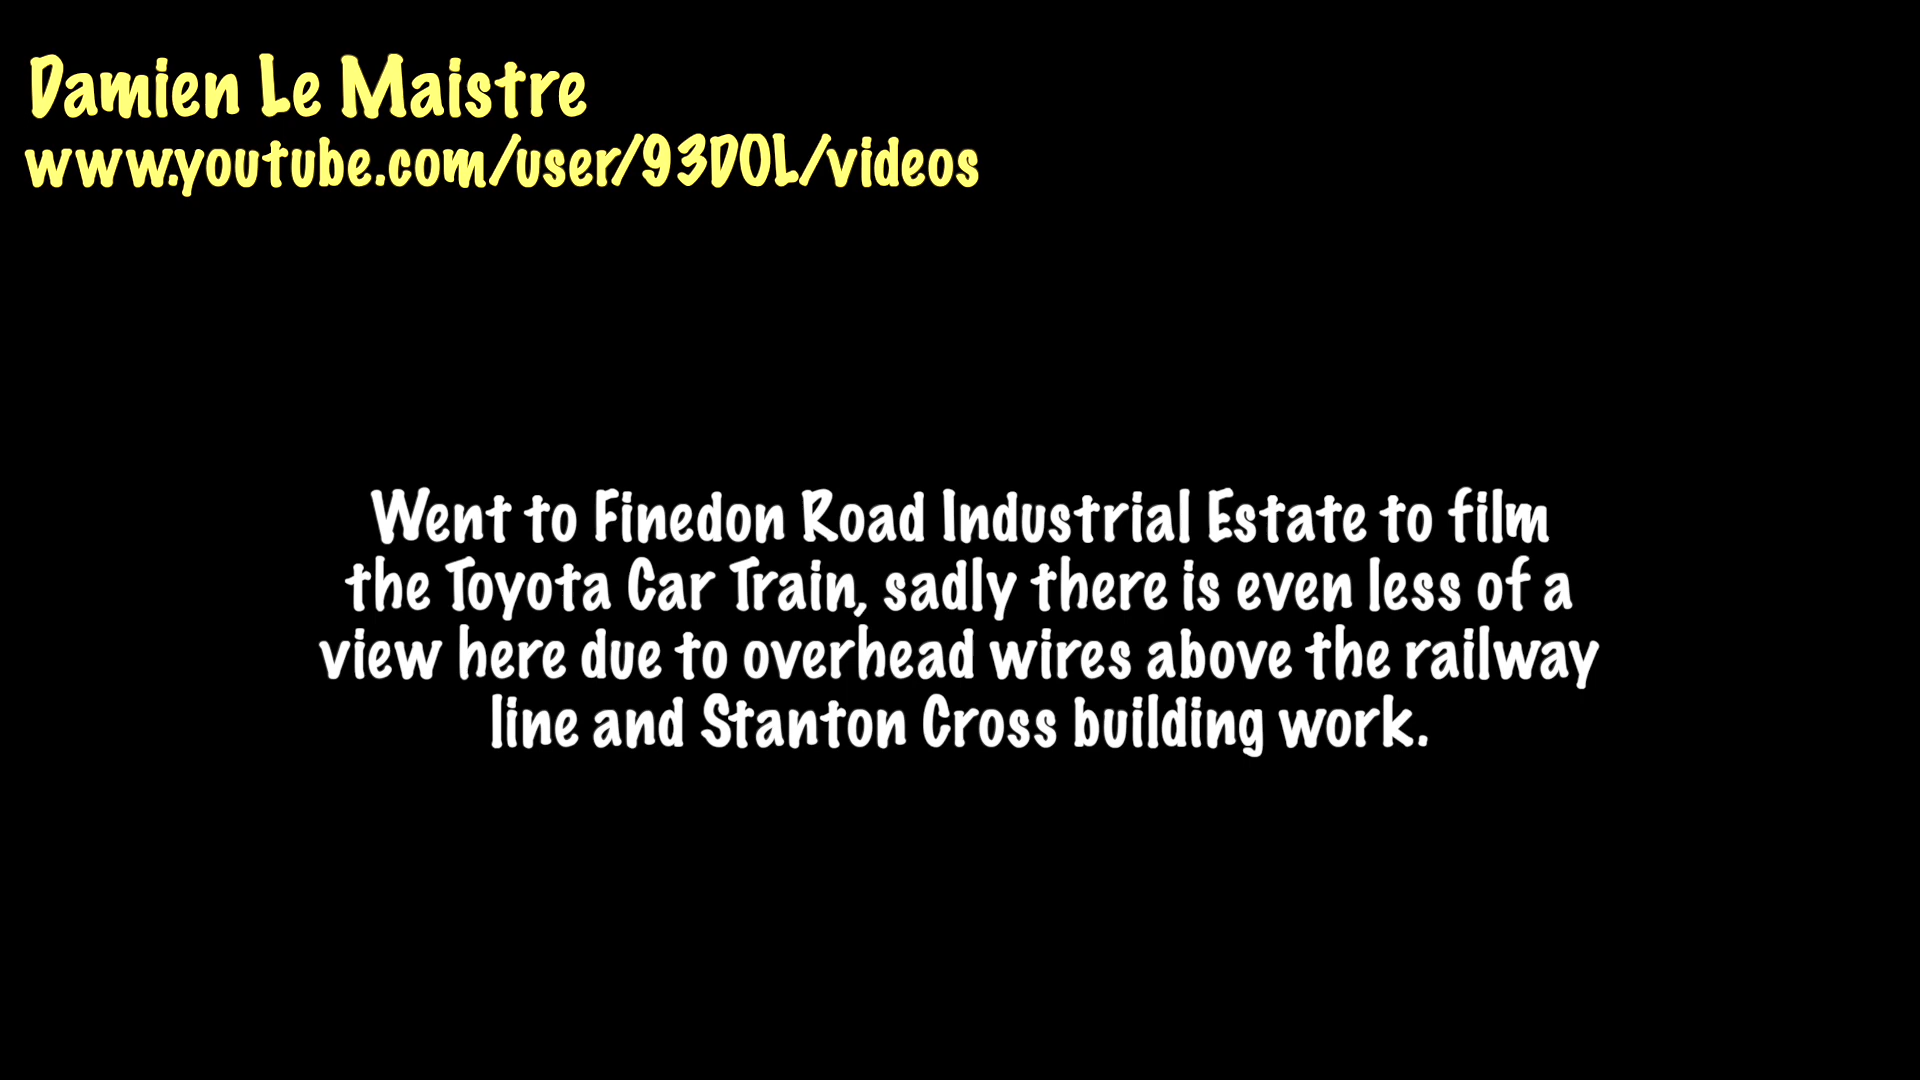 Damien Le Maistre
www.youtube.com/user/93DOL/videos
Went to Finedon Road Industrial Estate to film
the Toyota Car Train, sadly there is even less of a
view here due to overhead wires above the railway
line and Stanton Cross building work.